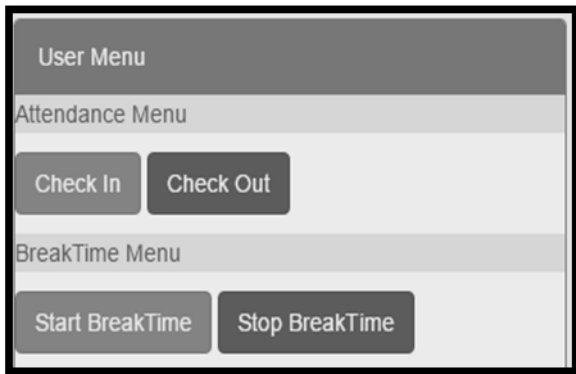 User Menu
Attendance Menu
Check In Check Out
BreakTime Menu
Start BreakTime Stop BreakTime